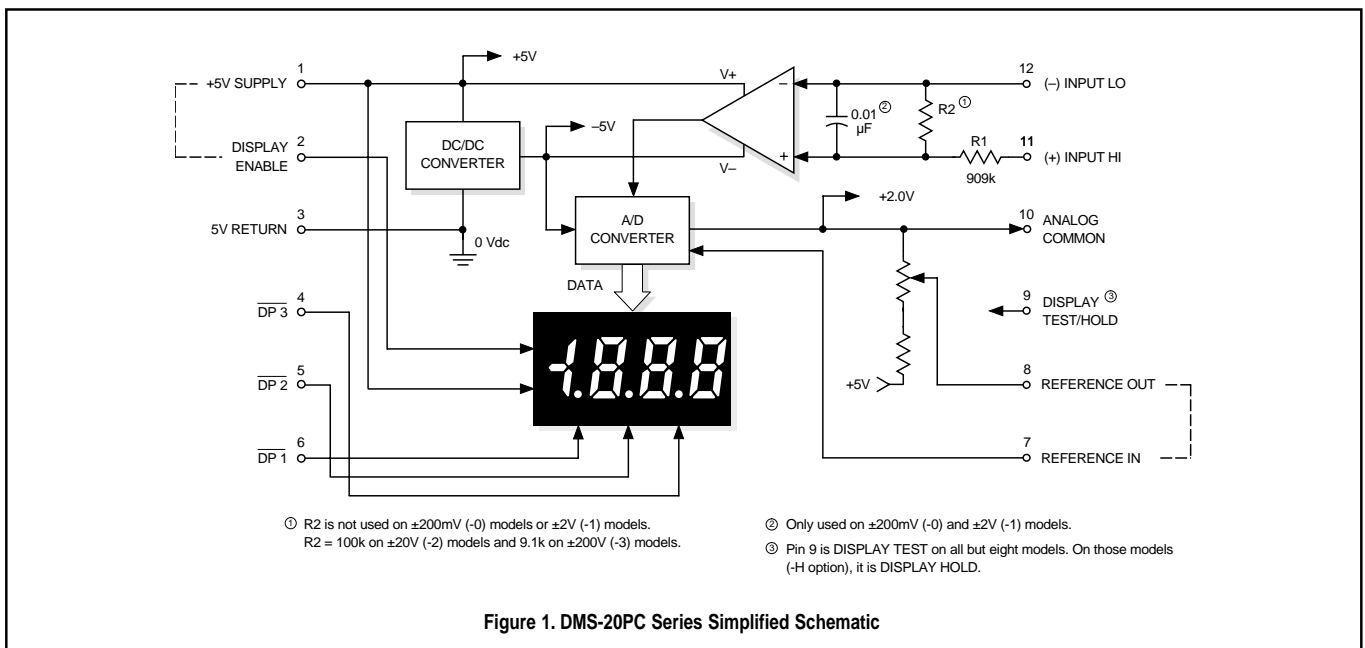 1
+5V SUPPLY
+5V
V+
12
(–) INPUT LO
0.01 ②
µF
R2 ①
–5V
DC/DC
CONVERTER
2
DISPLAY
ENABLE
V–
R1
909k
11
(+) INPUT HI
+2.0V
3
5V RETURN
0 Vdc
A/D
CONVERTER
10
ANALOG
COMMON
DATA
4
DP 3
9
DISPLAY ③
TEST/HOLD
-1.8.8.8
5
DP 2
+5V
8
REFERENCE OUT
6
DP 1
7
REFERENCE IN
① R2 is not used on ±200mV (-0) models or ±2V (-1) models.
R2 = 100k on ±20V (-2) models and 9.1k on ±200V (-3) models.
② Only used on ±200mV (-0) and ±2V (-1) models.
③ Pin 9 is DISPLAY TEST on all but eight models. On those models
(-H option), it is DISPLAY HOLD.
Figure 1. DMS-20PC Series Simplified Schematic